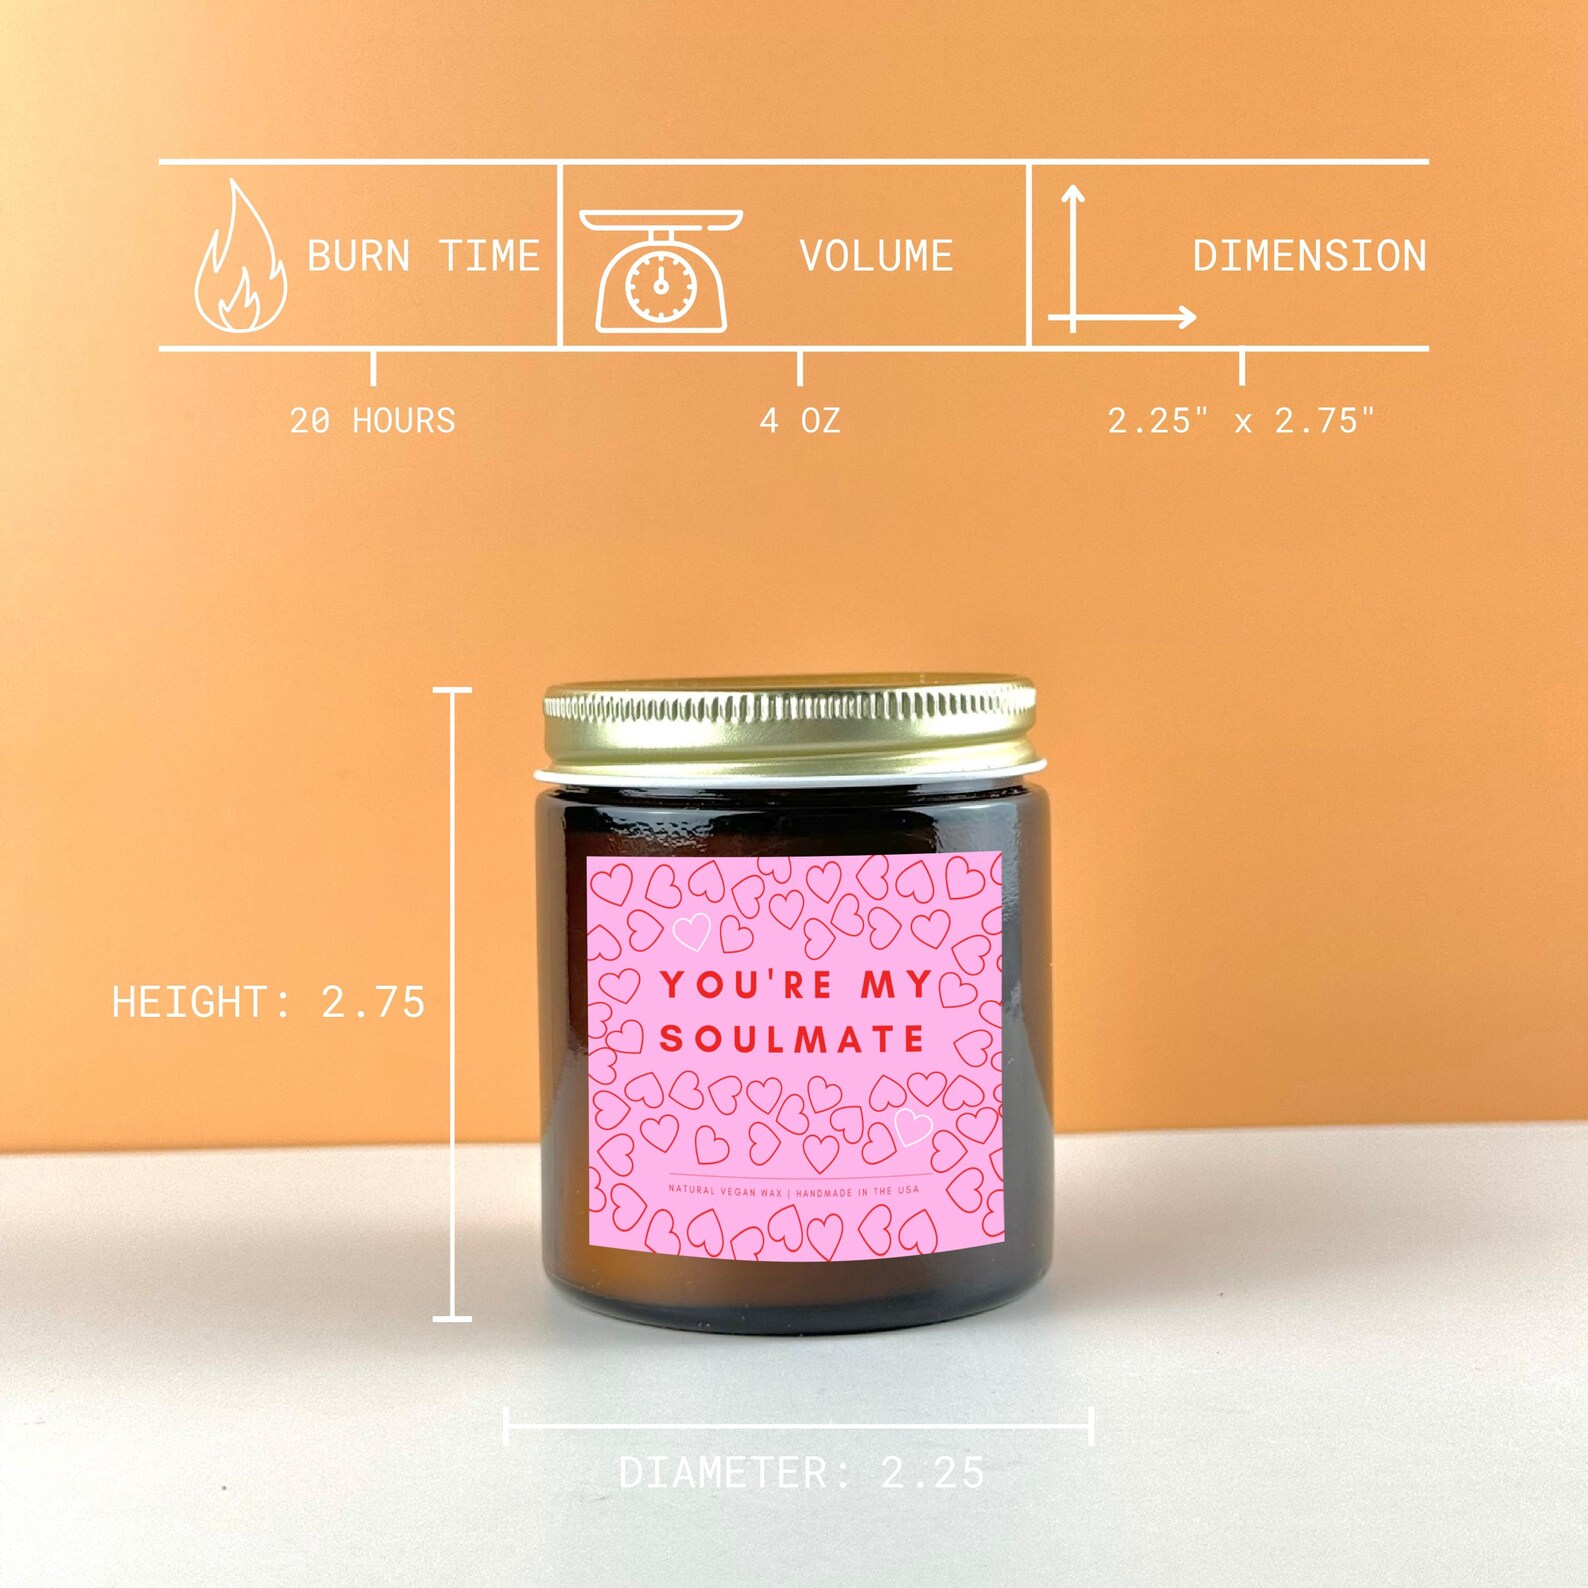 BURN TIME
VOLUME
DIMENSION
20 HOURS
4 OZ
2.25" x 2.75"
HEIGHT: 2.75
YOU'RE MY
SOULMATE
NATURAL VEGAN WAX | HANDMADE IN THE USA
DIAMETER: 2.25